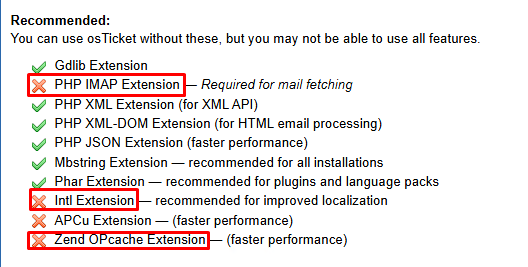 Recommended:
You can use osTicket without these, but you may not be able to use all features.
Gdlib Extension
PHP IMAP Extension — Required for mail fetching
PHP XML Extension (for XML API)
PHP XML-DOM Extension (for HTML email processing)
PHP JSON Extension (faster performance)
Mbstring Extension — recommended for all installations
Phar Extension — recommended for plugins and language packs
Intl Extension — recommended for improved localization
APCu Extension — (faster performance)
Zend OPcache Extension — (faster performance)